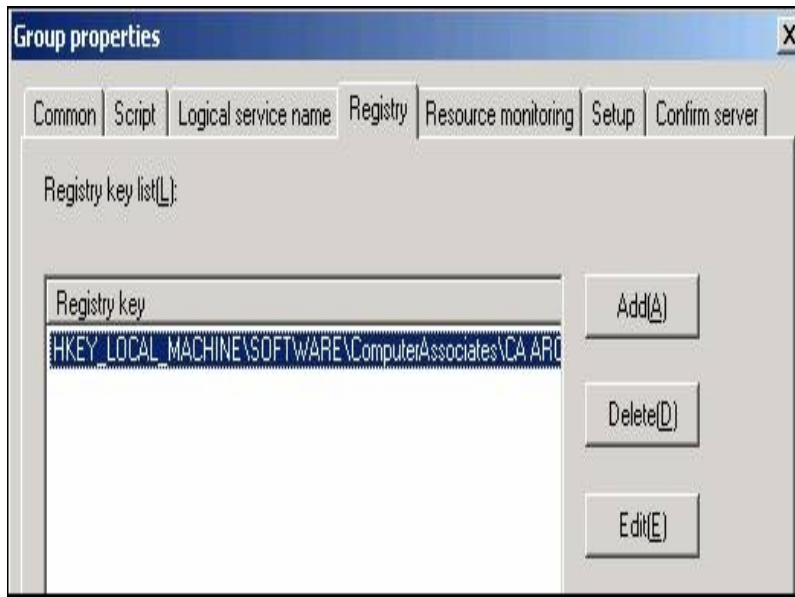 Group properties
Common Script Logical service name Registry Resource monitoring Setup Confirm server
Registry key list(L):
Registry key
HKEY_LOCAL_MACHINE\SOFTWARE\ComputerAssociates\CA ARC
Add(A)
Delete(D)
Edit(E)